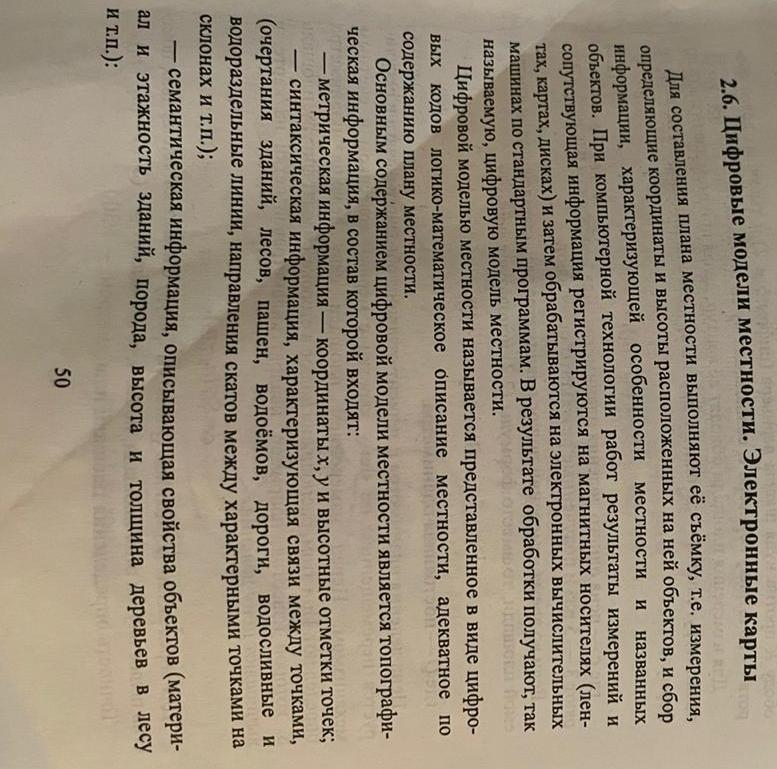 2.6. Цифровые модели местности. Электронные карты
Для составления плана местности выполняют её съёмку, т.е. измерения,
определяющие координаты и высоты расположенных на ней объектов, и сбор
информации, характеризующей особенности местности и названных
объектов. При компьютерной технологии работ результаты измерений и
сопутствующая информация регистрируются на магнитных носителях (лен-
тах, картах, дисках) и затем обрабатываются на электронных вычислительных
машинах по стандартным программам. В результате обработки получают, так
называемую, цифровую модель местности.
Цифровой моделью местности называется представленное в виде цифро-
вых кодов логико-математическое описание местности, адекватное по
содержанию плану местности.
Основным содержанием цифровой модели местности является топографи-
ческая информация, в состав которой входят:
— метрическая информация — координаты x, y и высотные отметки точек;
— синтаксическая информация, характеризующая связи между точками,
(очертания зданий, лесов, пашен, водоёмов, дороги, водосливные и
водораздельные линии, направления скатов между характерными точками на
склонах и т.п.);
— семантическая информация, описывающая свойства объектов (матери-
ал и этажность зданий, порода, высота и толщина деревьев в лесу
и т.п.):
50